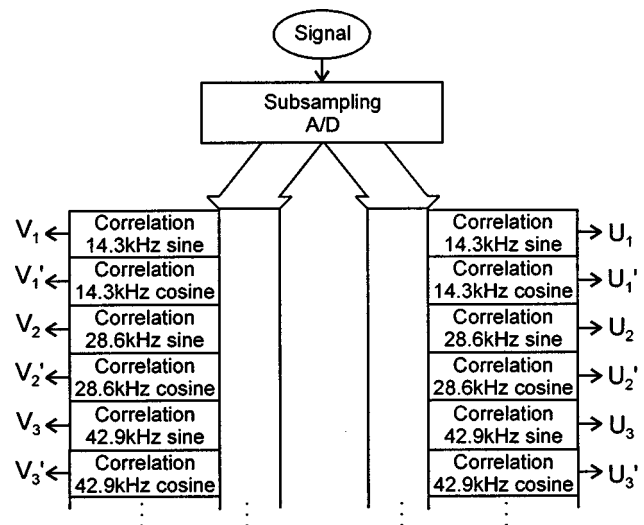 Signal
Subsampling
A/D
V₁
Correlation
14.3kHz sine
V₁'
Correlation
14.3kHz cosine
V₂
Correlation
28.6kHz sine
V₂'
Correlation
28.6kHz cosine
V₃
Correlation
42.9kHz sine
V₃'
Correlation
42.9kHz cosine
Correlation
14.3kHz sine
U₁
Correlation
14.3kHz cosine
U₁'
Correlation
28.6kHz sine
U₂
Correlation
28.6kHz cosine
U₂'
Correlation
42.9kHz sine
U₃
Correlation
42.9kHz cosine
U₃'